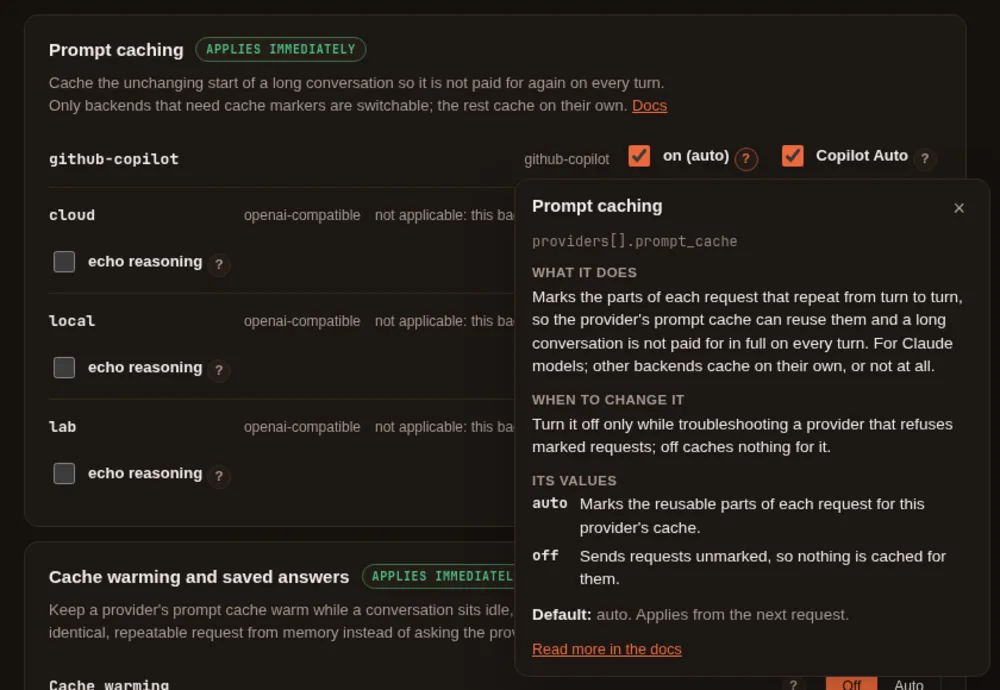 Prompt caching APPLIES IMMEDIATELY
Cache the unchanging start of a long conversation so it is not paid for again on every turn.
Only backends that need cache markers are switchable; the rest cache on their own. Docs
github-copilot github-copilot on (auto) ? Copilot Auto ?
cloud openai-compatible not applicable: this ba
echo reasoning ?
local openai-compatible not applicable: this ba
echo reasoning ?
lab openai-compatible not applicable: this ba
echo reasoning ?
Prompt caching ×
providers[].prompt_cache
WHAT IT DOES
Marks the parts of each request that repeat from turn to turn,
so the provider's prompt cache can reuse them and a long
conversation is not paid for in full on every turn. For Claude
models; other backends cache on their own, or not at all.
WHEN TO CHANGE IT
Turn it off only while troubleshooting a provider that refuses
marked requests; off caches nothing for it.
ITS VALUES
auto Marks the reusable parts of each request for this
provider's cache.
off Sends requests unmarked, so nothing is cached for
them.
Default: auto. Applies from the next request.
Read more in the docs
Cache warming and saved answers APPLIES IMMEDIATEL
Keep a provider's prompt cache warm while a conversation sits idle,
identical, repeatable request from memory instead of asking the prov
Cache warming ? Off Auto